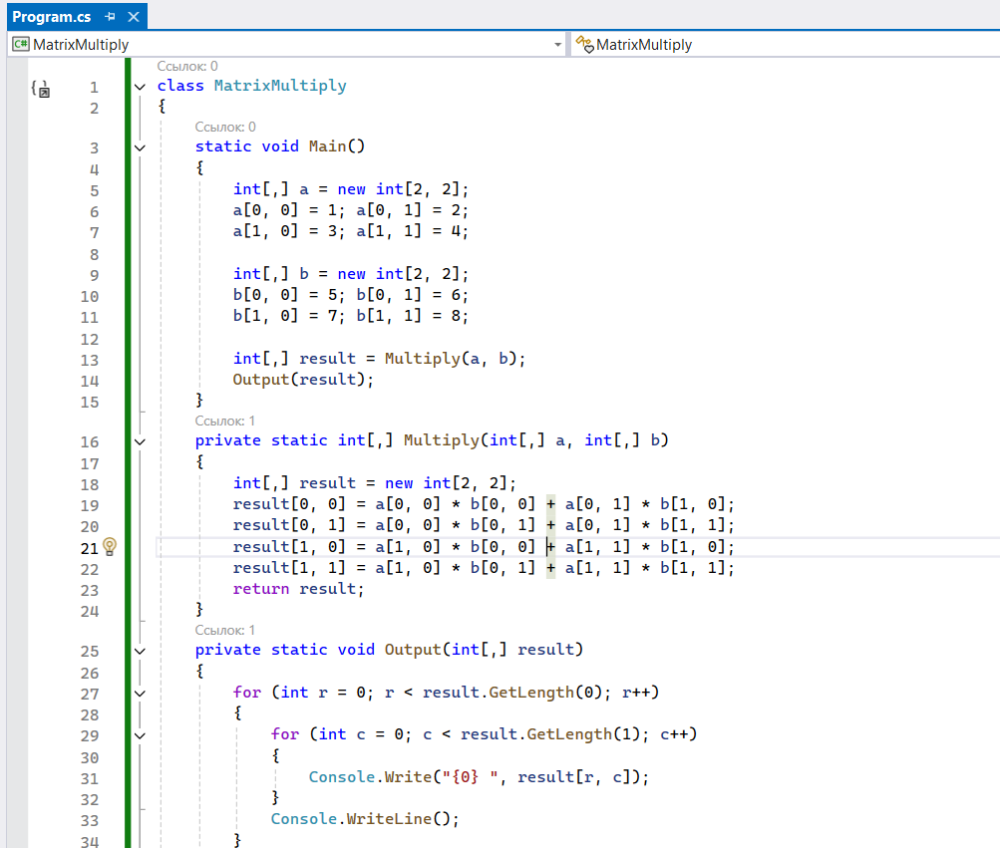 Program.cs
C# MatrixMultiply MatrixMultiply
Ссылок: 0
1 class MatrixMultiply
2 {
Ссылок: 0
3 static void Main()
4 {
5 int[,] a = new int[2, 2];
6 a[0, 0] = 1; a[0, 1] = 2;
7 a[1, 0] = 3; a[1, 1] = 4;
8
9 int[,] b = new int[2, 2];
10 b[0, 0] = 5; b[0, 1] = 6;
11 b[1, 0] = 7; b[1, 1] = 8;
12
13 int[,] result = Multiply(a, b);
14 Output(result);
15 }
Ссылок: 1
16 private static int[,] Multiply(int[,] a, int[,] b)
17 {
18 int[,] result = new int[2, 2];
19 result[0, 0] = a[0, 0] * b[0, 0] + a[0, 1] * b[1, 0];
20 result[0, 1] = a[0, 0] * b[0, 1] + a[0, 1] * b[1, 1];
21 result[1, 0] = a[1, 0] * b[0, 0] + a[1, 1] * b[1, 0];
22 result[1, 1] = a[1, 0] * b[0, 1] + a[1, 1] * b[1, 1];
23 return result;
24 }
Ссылок: 1
25 private static void Output(int[,] result)
26 {
27 for (int r = 0; r < result.GetLength(0); r++)
28 {
29 for (int c = 0; c < result.GetLength(1); c++)
30 {
31 Console.Write("{0} ", result[r, c]);
32 }
33 Console.WriteLine();
34 }